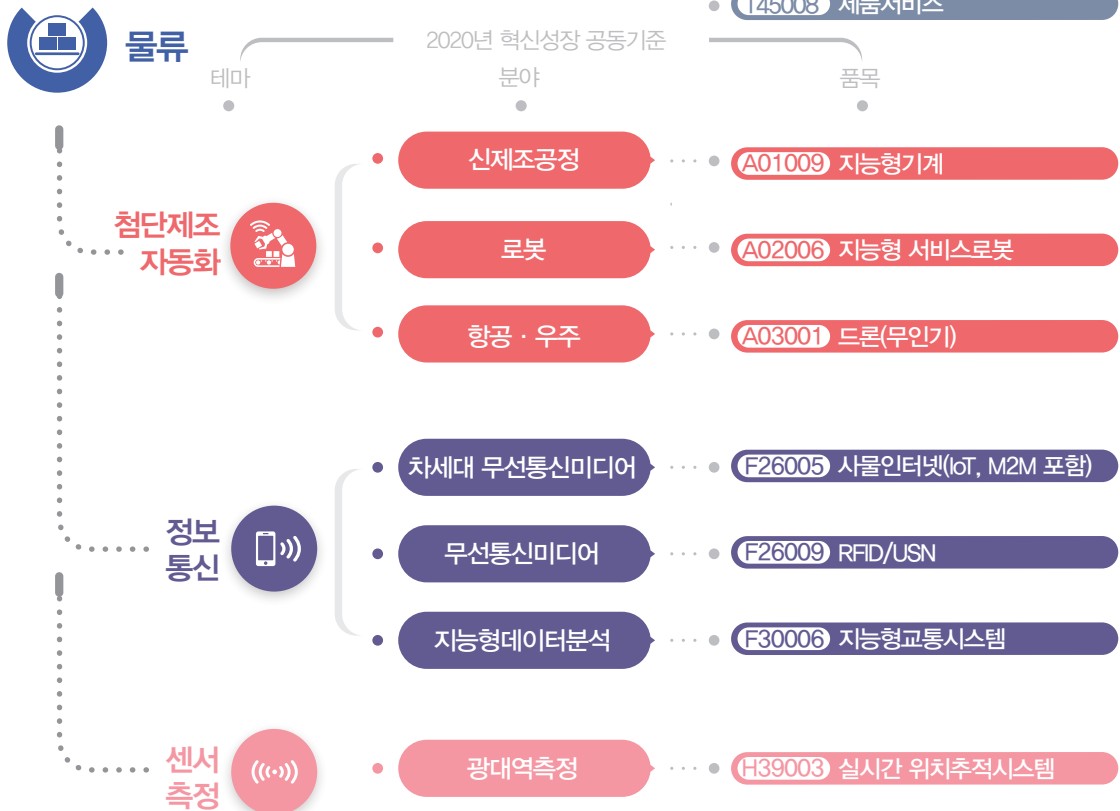 T45008 제품서비스
물류
2020년 혁신성장 공동기준
테마
분야
품목
첨단제조
자동화
신제조공정
A01009 지능형기계
로봇
A02006 지능형 서비스로봇
항공 · 우주
A03001 드론(무인기)
정보
통신
차세대 무선통신미디어
F26005 사물인터넷(IoT, M2M 포함)
무선통신미디어
F26009 RFID/USN
지능형데이터분석
F30006 지능형교통시스템
센서
측정
광대역측정
H39003 실시간 위치추적시스템